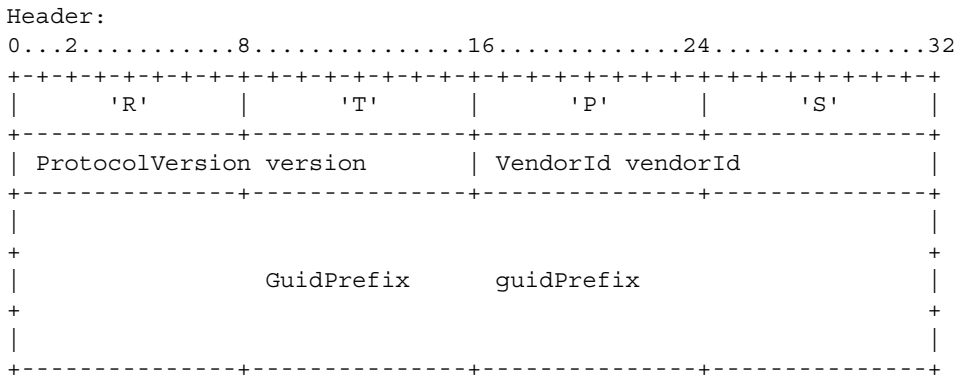 Header:
0...2...........8...............16.............24...............32
+-+-+-+-+-+-+-+-+-+-+-+-+-+-+-+-+-+-+-+-+-+-+-+-+-+-+-+-+-+-+-+-+
|      'R'      |      'T'      |      'P'      |      'S'      |
+---------------+---------------+---------------+---------------+
| ProtocolVersion version       | VendorId vendorId             |
+---------------+---------------+---------------+---------------+
|                                                               |
+                                                               +
|                 GuidPrefix      guidPrefix                    |
+                                                               +
|                                                               |
+---------------+---------------+---------------+---------------+